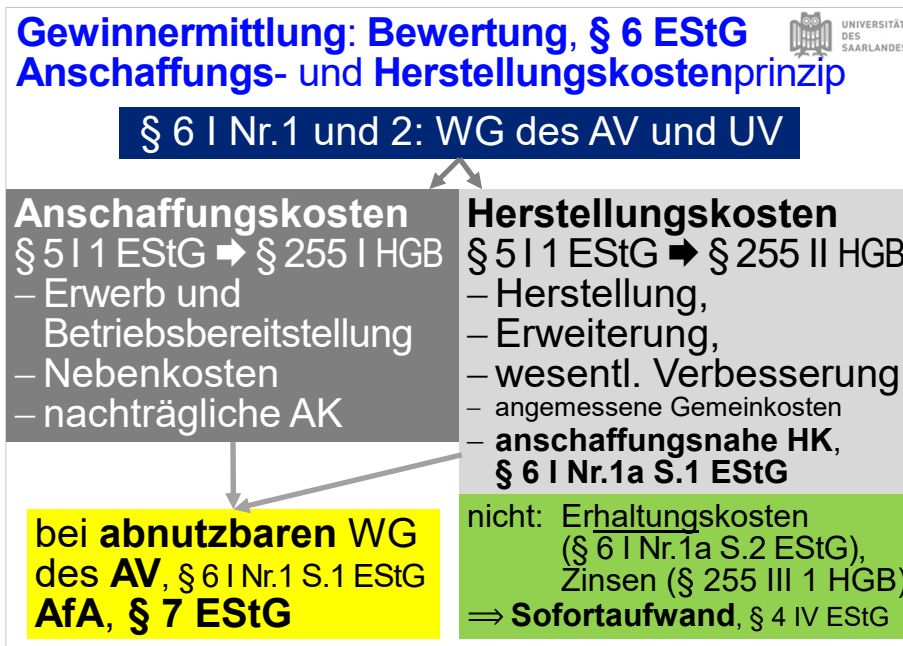 Gewinnermittlung: Bewertung, § 6 EStG
Anschaffungs- und Herstellungskostenprinzip
UNIVERSITÄT
DES
SAARLANDES
§ 6 I Nr.1 und 2: WG des AV und UV
Anschaffungskosten
§ 5 I 1 EStG ➡ § 255 I HGB
– Erwerb und
Betriebsbereitstellung
– Nebenkosten
– nachträgliche AK
Herstellungskosten
§ 5 I 1 EStG ➡ § 255 II HGB
– Herstellung,
– Erweiterung,
– wesentl. Verbesserung
– angemessene Gemeinkosten
– anschaffungsnahe HK,
§ 6 I Nr.1a S.1 EStG
bei abnutzbaren WG
des AV, § 6 I Nr.1 S.1 EStG
AfA, § 7 EStG
nicht: Erhaltungskosten
(§ 6 I Nr.1a S.2 EStG),
Zinsen (§ 255 III 1 HGB)
⟹ Sofortaufwand, § 4 IV EStG